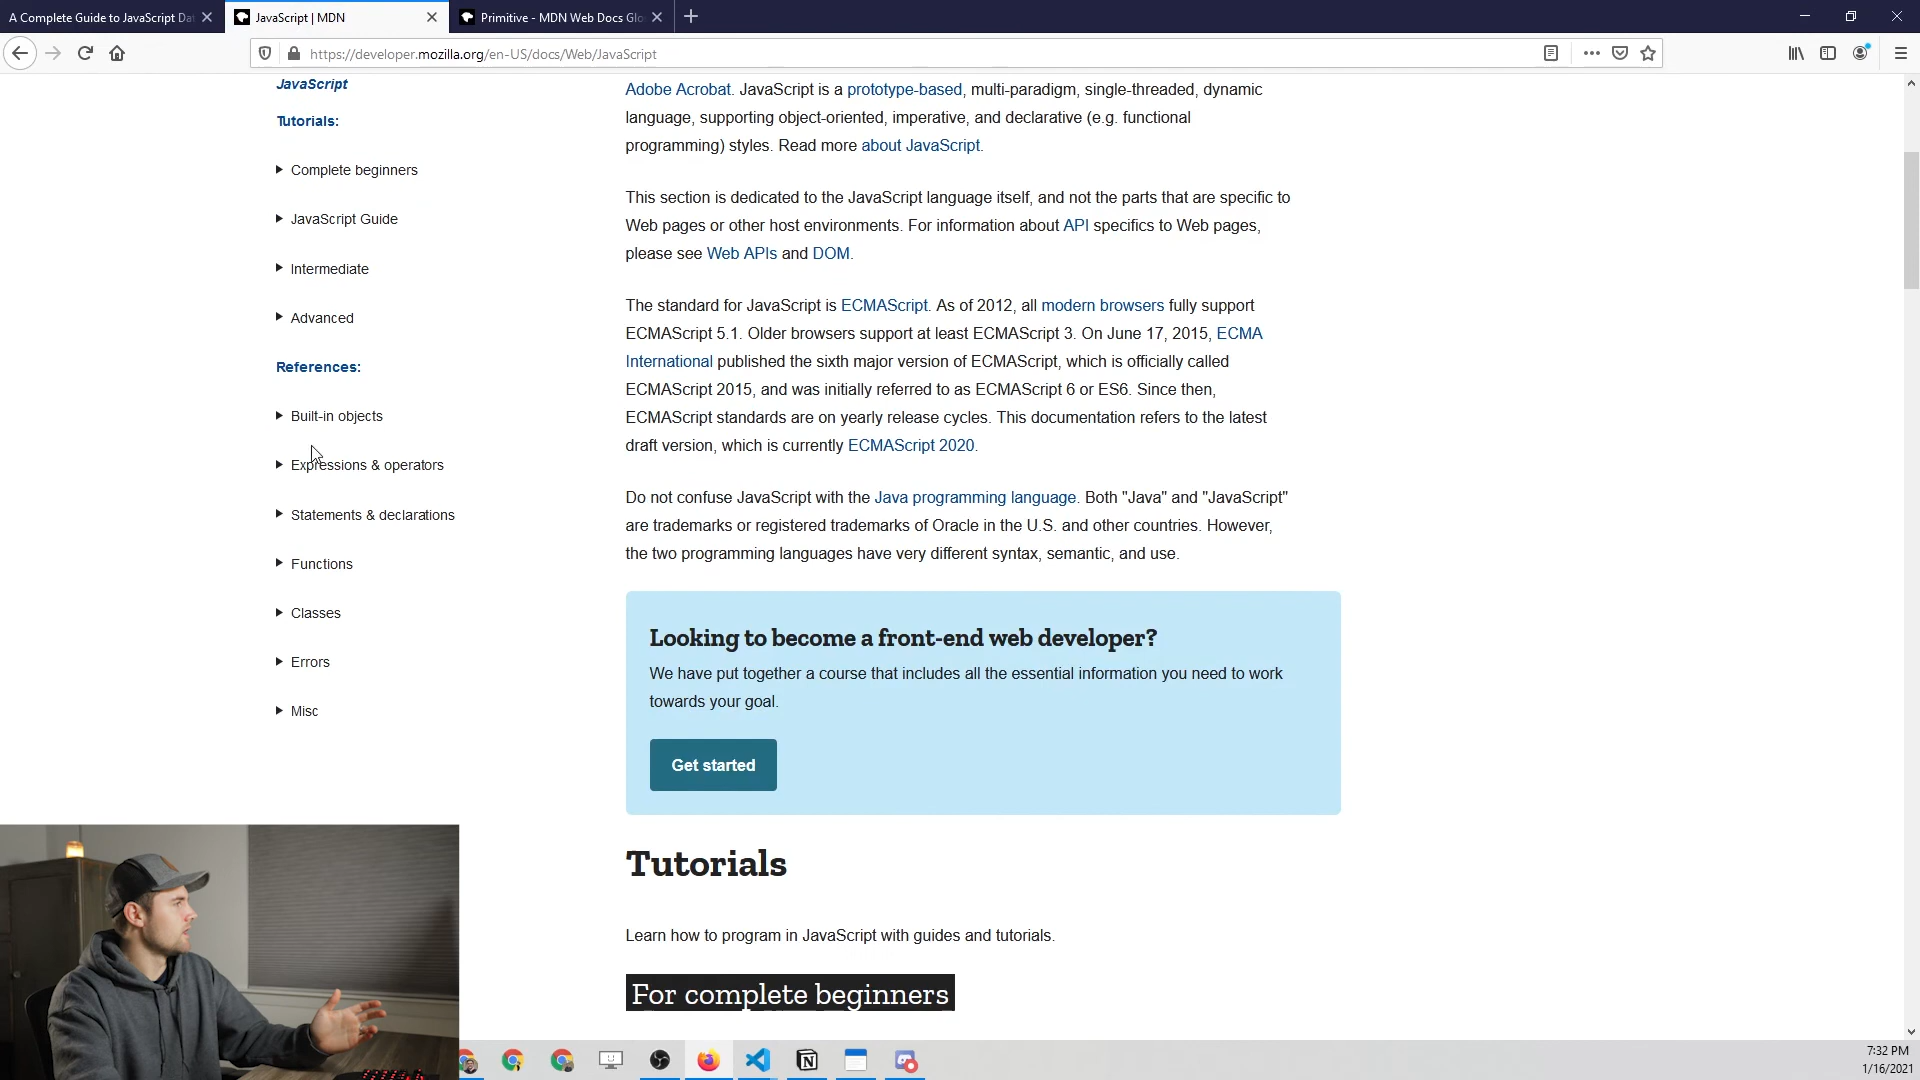 A Complete Guide to JavaScript Dat
JavaScript | MDN
Primitive - MDN Web Docs Glo
https://developer.mozilla.org/en-US/docs/Web/JavaScript
JavaScript
Tutorials:
Complete beginners
JavaScript Guide
Intermediate
Advanced
References:
Built-in objects
Expressions & operators
Statements & declarations
Functions
Classes
Errors
Misc
Adobe Acrobat. JavaScript is a prototype-based, multi-paradigm, single-threaded, dynamic
language, supporting object-oriented, imperative, and declarative (e.g. functional
programming) styles. Read more about JavaScript.
This section is dedicated to the JavaScript language itself, and not the parts that are specific to
Web pages or other host environments. For information about API specifics to Web pages,
please see Web APIs and DOM.
The standard for JavaScript is ECMAScript. As of 2012, all modern browsers fully support
ECMAScript 5.1. Older browsers support at least ECMAScript 3. On June 17, 2015, ECMA
International published the sixth major version of ECMAScript, which is officially called
ECMAScript 2015, and was initially referred to as ECMAScript 6 or ES6. Since then,
ECMAScript standards are on yearly release cycles. This documentation refers to the latest
draft version, which is currently ECMAScript 2020.
Do not confuse JavaScript with the Java programming language. Both "Java" and "JavaScript"
are trademarks or registered trademarks of Oracle in the U.S. and other countries. However,
the two programming languages have very different syntax, semantic, and use.
Looking to become a front-end web developer?
We have put together a course that includes all the essential information you need to work
towards your goal.
Get started
Tutorials
Learn how to program in JavaScript with guides and tutorials.
For complete beginners
7:32 PM
1/16/2021